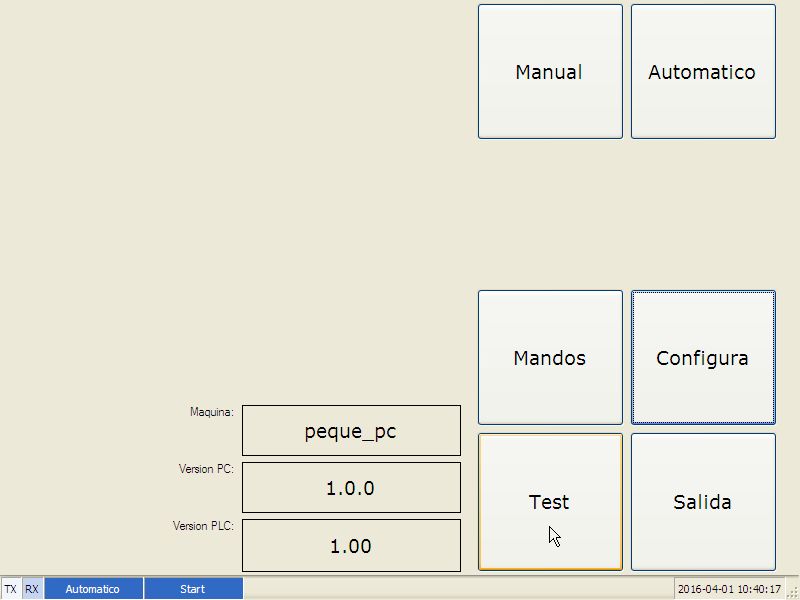 Manual
Automatico
Mandos
Configura
Maquina:
peque_pc
Version PC:
1.0.0
Test
Salida
Version PLC:
1.00
TX
RX
Automatico
Start
2016-04-01 10:40:17